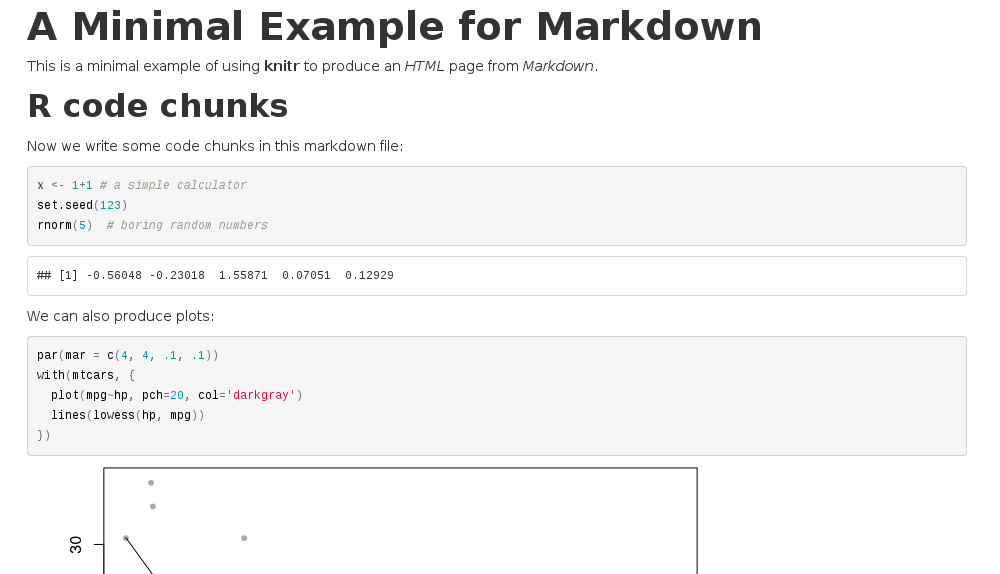 A Minimal Example for Markdown
This is a minimal example of using knitr to produce an HTML page from Markdown.
R code chunks
Now we write some code chunks in this markdown file:
x <- 1+1 # a simple calculator
set.seed(123)
rnorm(5)  # boring random numbers
## [1] -0.56048 -0.23018  1.55871  0.07051  0.12929
We can also produce plots:
par(mar = c(4, 4, .1, .1))
with(mtcars, {
  plot(mpg~hp, pch=20, col='darkgray')
  lines(lowess(hp, mpg))
})
30